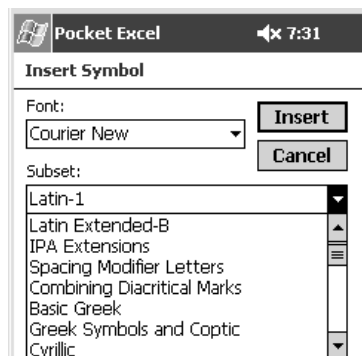 Pocket Excel 7:31
Insert Symbol
Font:
Insert
Courier New
Cancel
Subset:
Latin-1
Latin Extended-B
IPA Extensions
Spacing Modifier Letters
Combining Diacritical Marks
Basic Greek
Greek Symbols and Coptic
Cyrillic